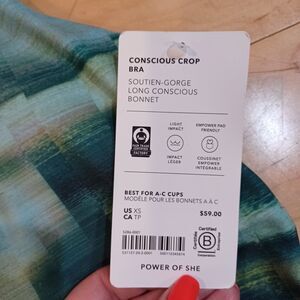 CONSCIOUS CROP
BRA
SOUTIEN-GORGE
LONG CONSCIOUS
BONNET
LIGHT
IMPACT
EMPOWER PAD
FRIENDLY
FAIR TRADE
CERTIFIED
FACTORY
IMPACT
LÉGER
COUSSINET
EMPOWER
INTÉGRABLE
BEST FOR A-C CUPS
MODÈLE POUR LES BONNETS A À C
US XS
CA TP
$59.00
Certified
B
Corporation
POWER OF SHE